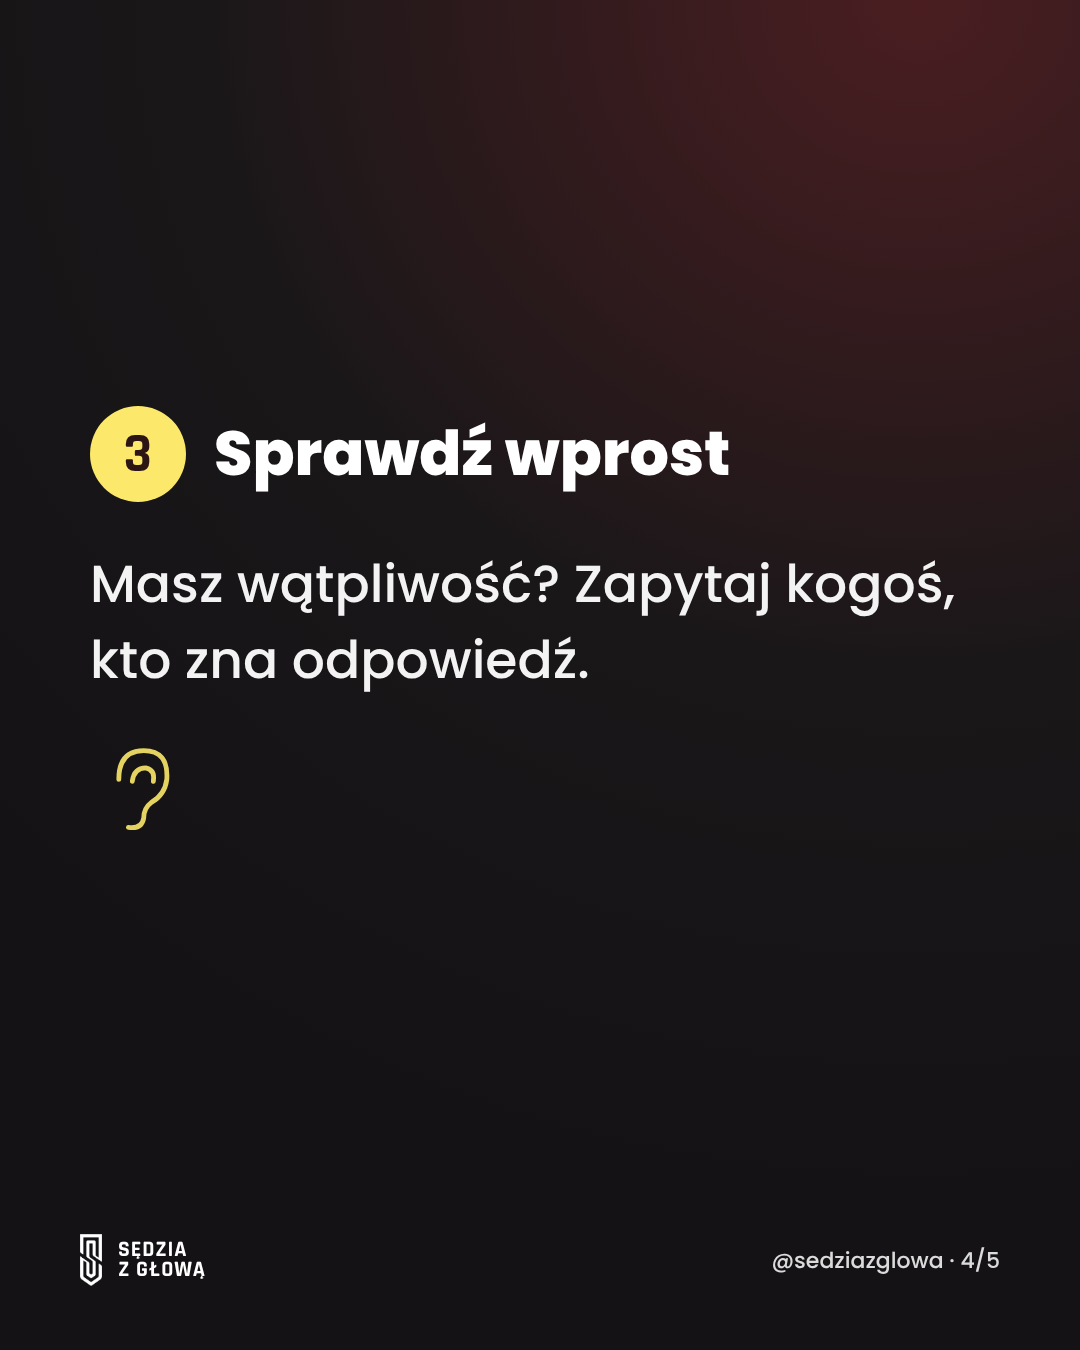 3 Sprawdź wprost
Masz wątpliwość? Zapytaj kogoś,
kto zna odpowiedź.
SĘDZIA
Z GŁOWĄ
@sedziazglowa · 4/5